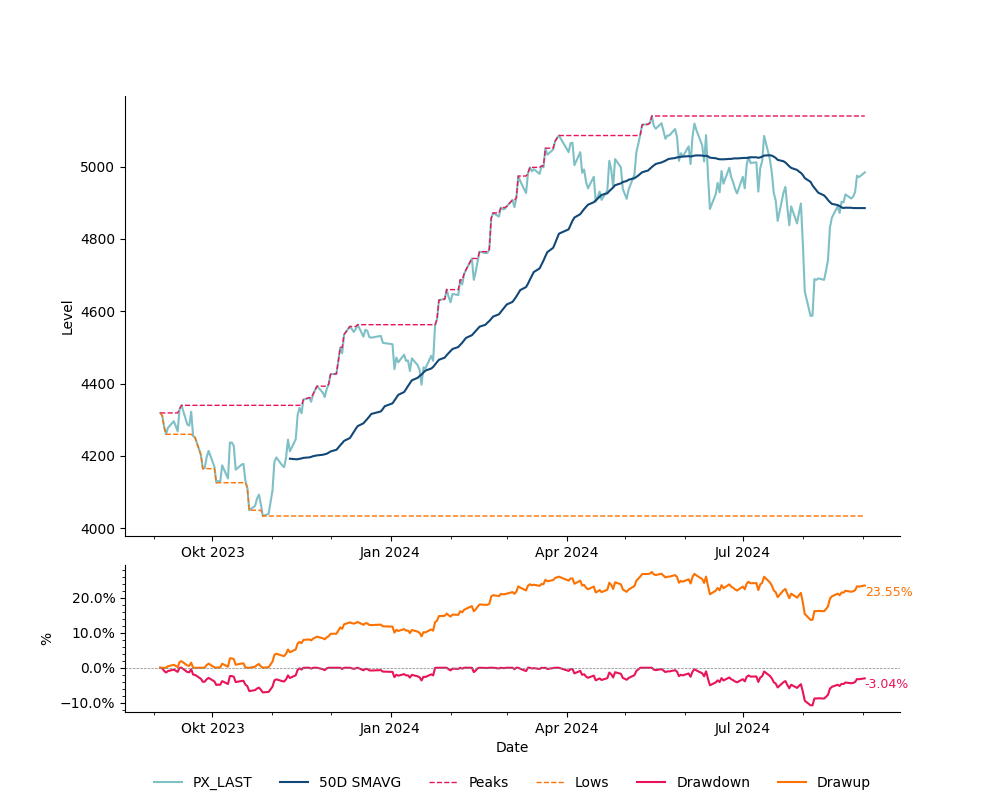 Level
5000
4800
4600
4400
4200
4000
Okt 2023 Jan 2024 Apr 2024 Jul 2024
%
20.0%
10.0%
0.0%
−10.0%
23.55%
-3.04%
Okt 2023 Jan 2024 Apr 2024 Jul 2024
Date
PX_LAST 50D SMAVG Peaks Lows Drawdown Drawup